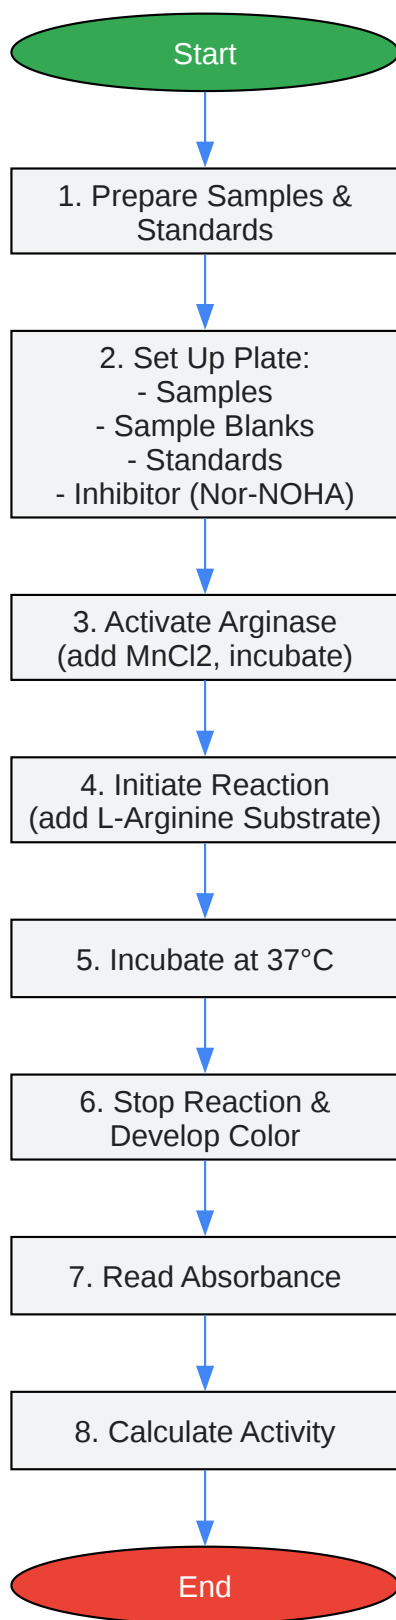 Start
1. Prepare Samples &
Standards
2. Set Up Plate:
- Samples
- Sample Blanks
- Standards
- Inhibitor (Nor-NOHA)
3. Activate Arginase
(add MnCl2, incubate)
4. Initiate Reaction
(add L-Arginine Substrate)
5. Incubate at 37°C
6. Stop Reaction &
Develop Color
7. Read Absorbance
8. Calculate Activity
End